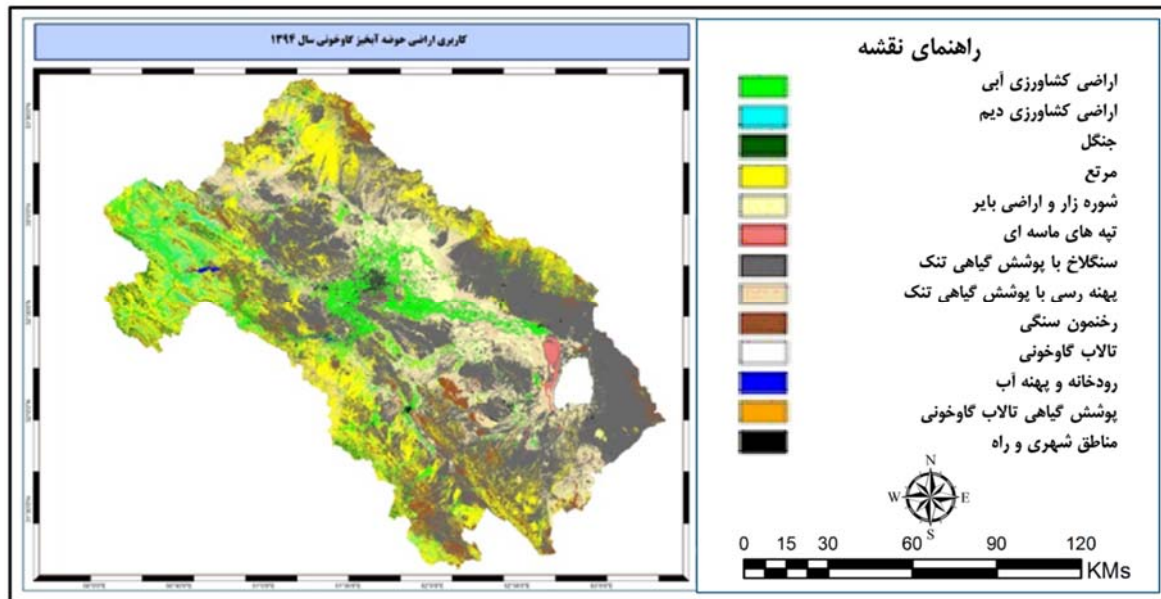 کاربری اراضی حوضه آبخیز گاوخونی سال ۱۳۹۴
راهنمای نقشه
اراضی کشاورزی آبی
اراضی کشاورزی دیم
جنگل
مرتع
شوره زار و اراضی بایر
تپه های ماسه ای
سنگلاخ با پوشش گیاهی تنک
پهنه رسی با پوشش گیاهی تنک
رخنمون سنگی
تالاب گاوخونی
رودخانه و پهنه آب
پوشش گیاهی تالاب گاوخونی
مناطق شهری و راه
N
W E
S
0 15 30 60 90 120
KMs